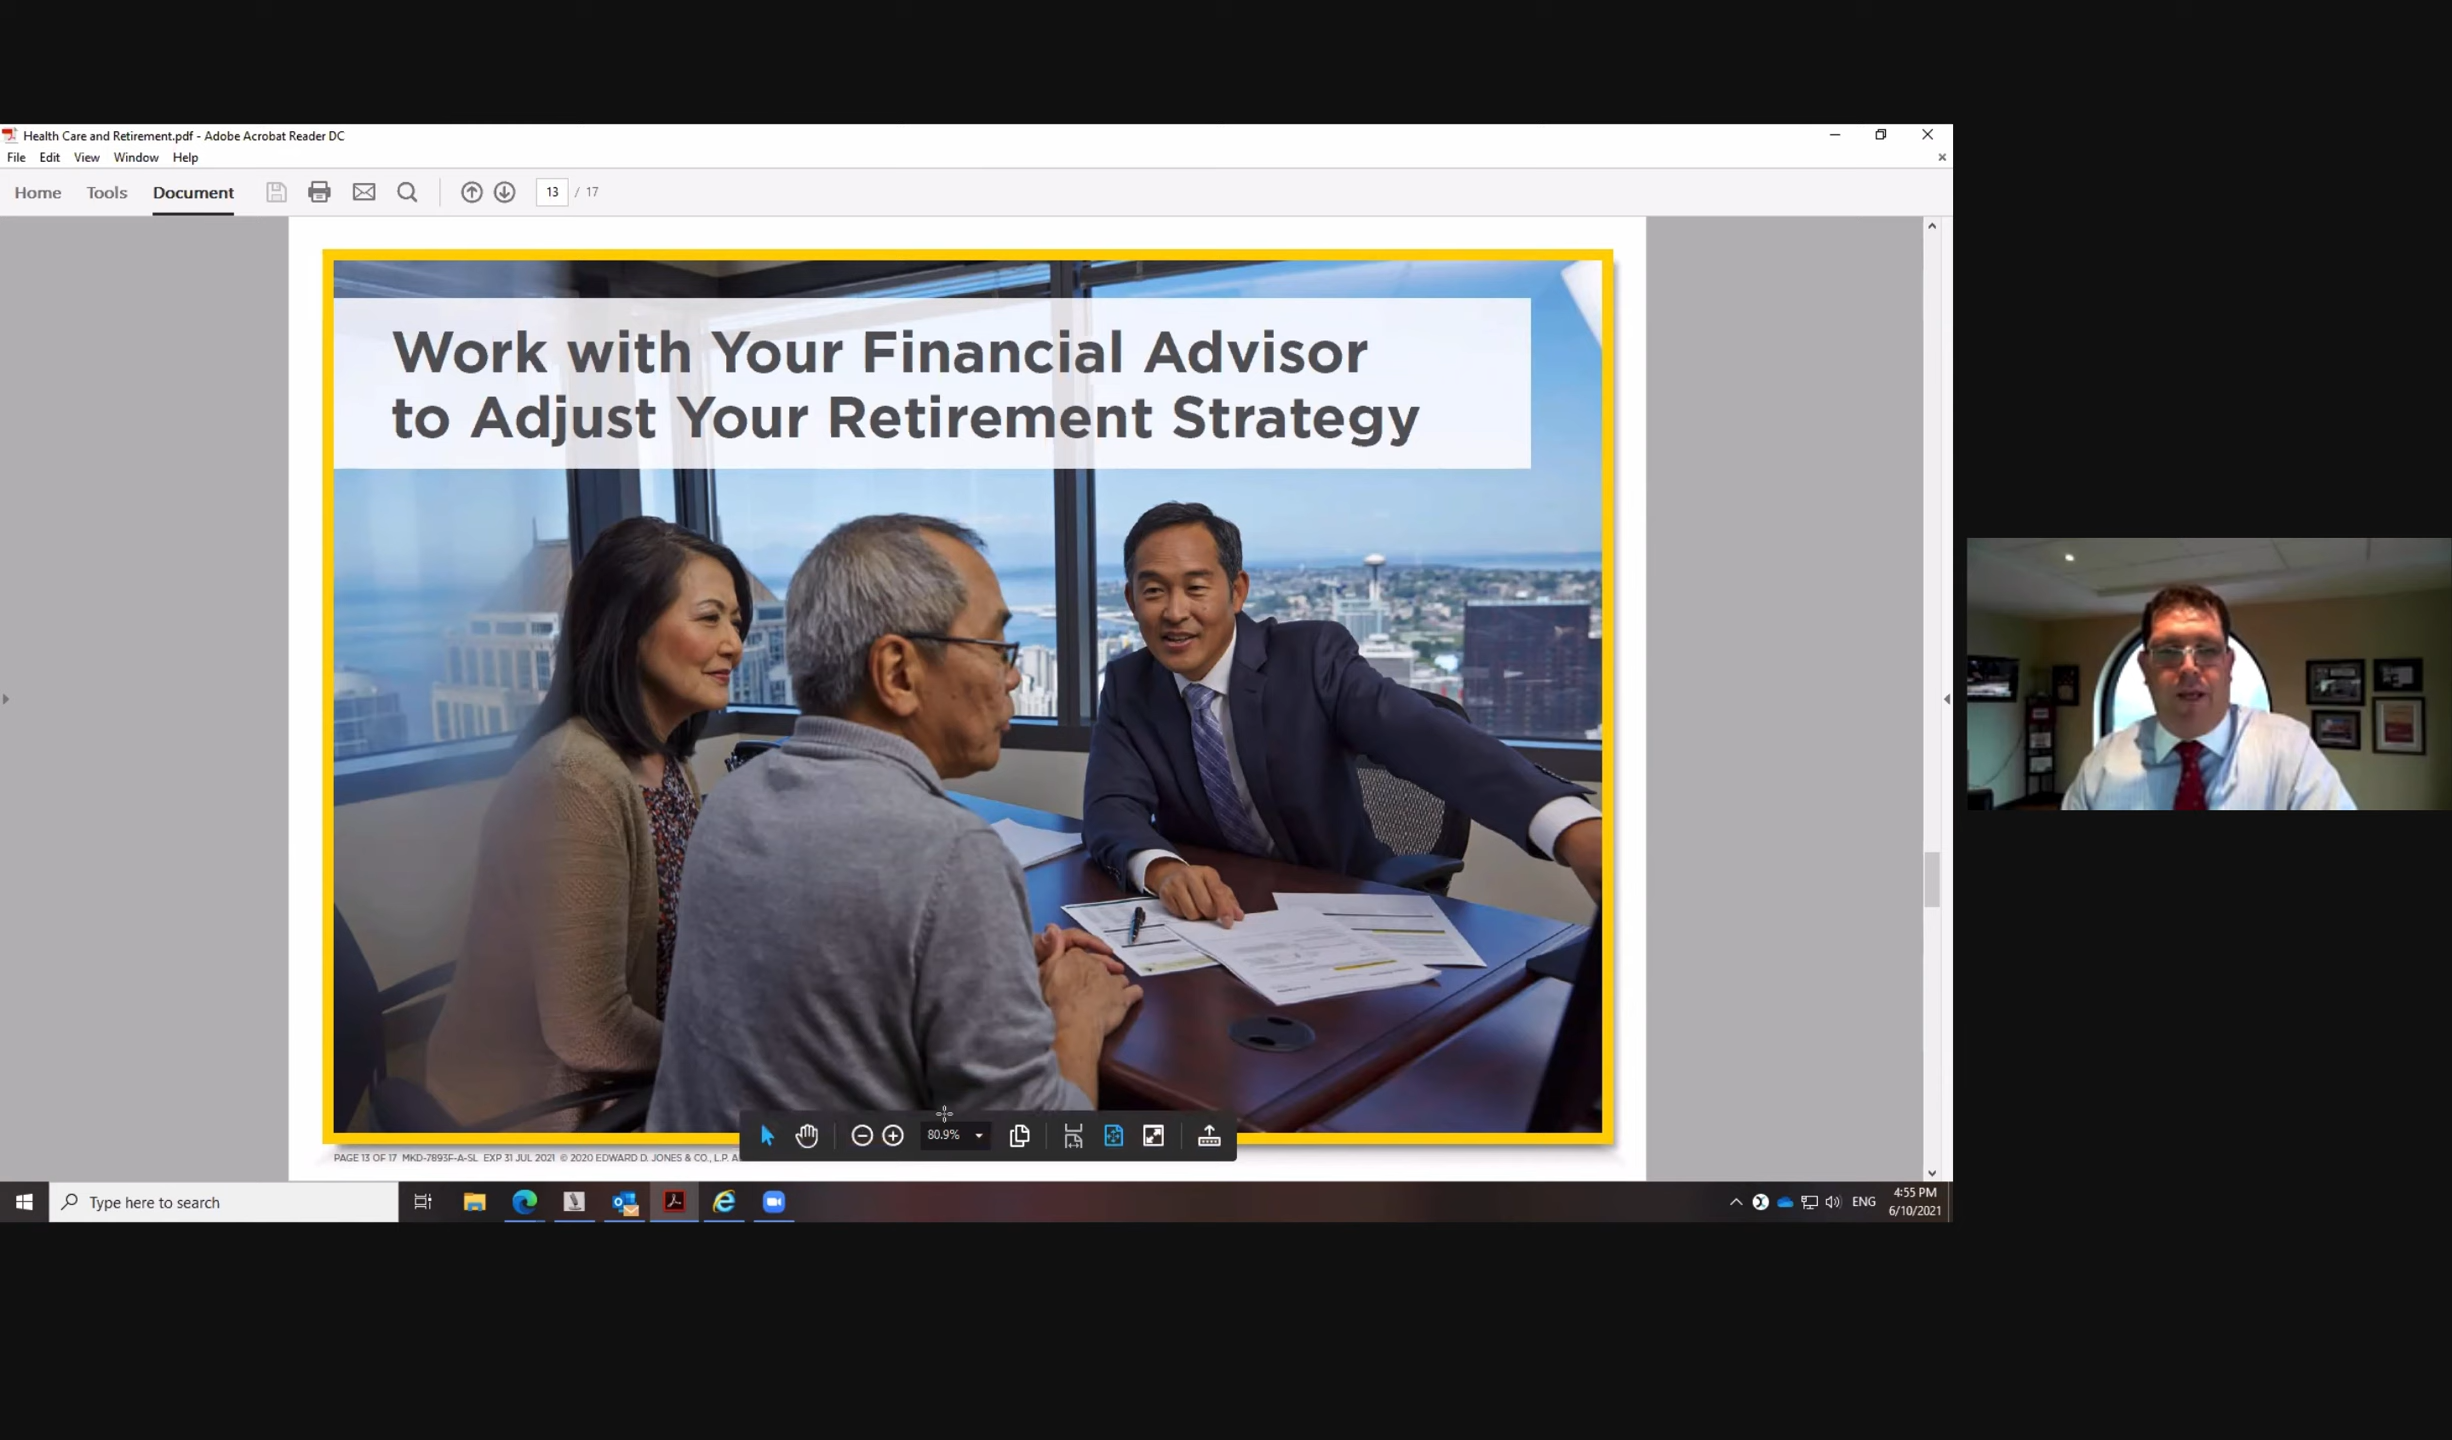 Health Care and Retirement.pdf - Adobe Acrobat Reader DC
File Edit View Window Help
Home Tools Document 13 / 17
Work with Your Financial Advisor
to Adjust Your Retirement Strategy
80.9%
PAGE 13 OF 17 MKD-7893F-A-SL EXP 31 JUL 2021 © 2020 EDWARD D. JONES & CO., L.P. A
Type here to search
ENG
4:55 PM
6/10/2021